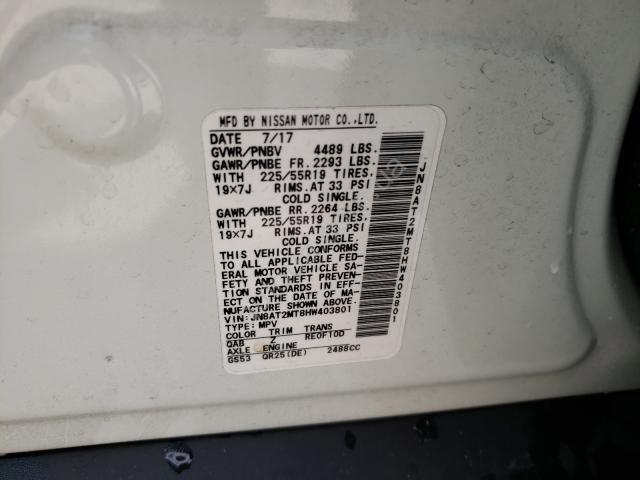 MFD BY NISSAN MOTOR CO.,LTD.
DATE 7/17
GVWR/PNBV 4489 LBS.
GAWR/PNBE FR. 2293 LBS.
WITH 225/55R19 TIRES.
19×7J RIMS. AT 33 PSI
COLD SINGLE.
GAWR/PNBE RR. 2264 LBS.
WITH 225/55R19 TIRES.
19×7J RIMS. AT 33 PSI
COLD SINGLE.
THIS VEHICLE CONFORMS
TO ALL APPLICABLE FED-
ERAL MOTOR VEHICLE SA-
FETY AND THEFT PREVEN-
TION STANDARDS IN EFF-
ECT ON THE DATE OF MA-
NUFACTURE SHOWN ABOVE.
VIN: JN8AT2MT8HW403801
TYPE: MPV
COLOR TRIM TRANS
QAB Z RE0F10D
AXLE ENGINE
GS53 QR25(DE) 2488CC
JN8AT2MT8HW403801